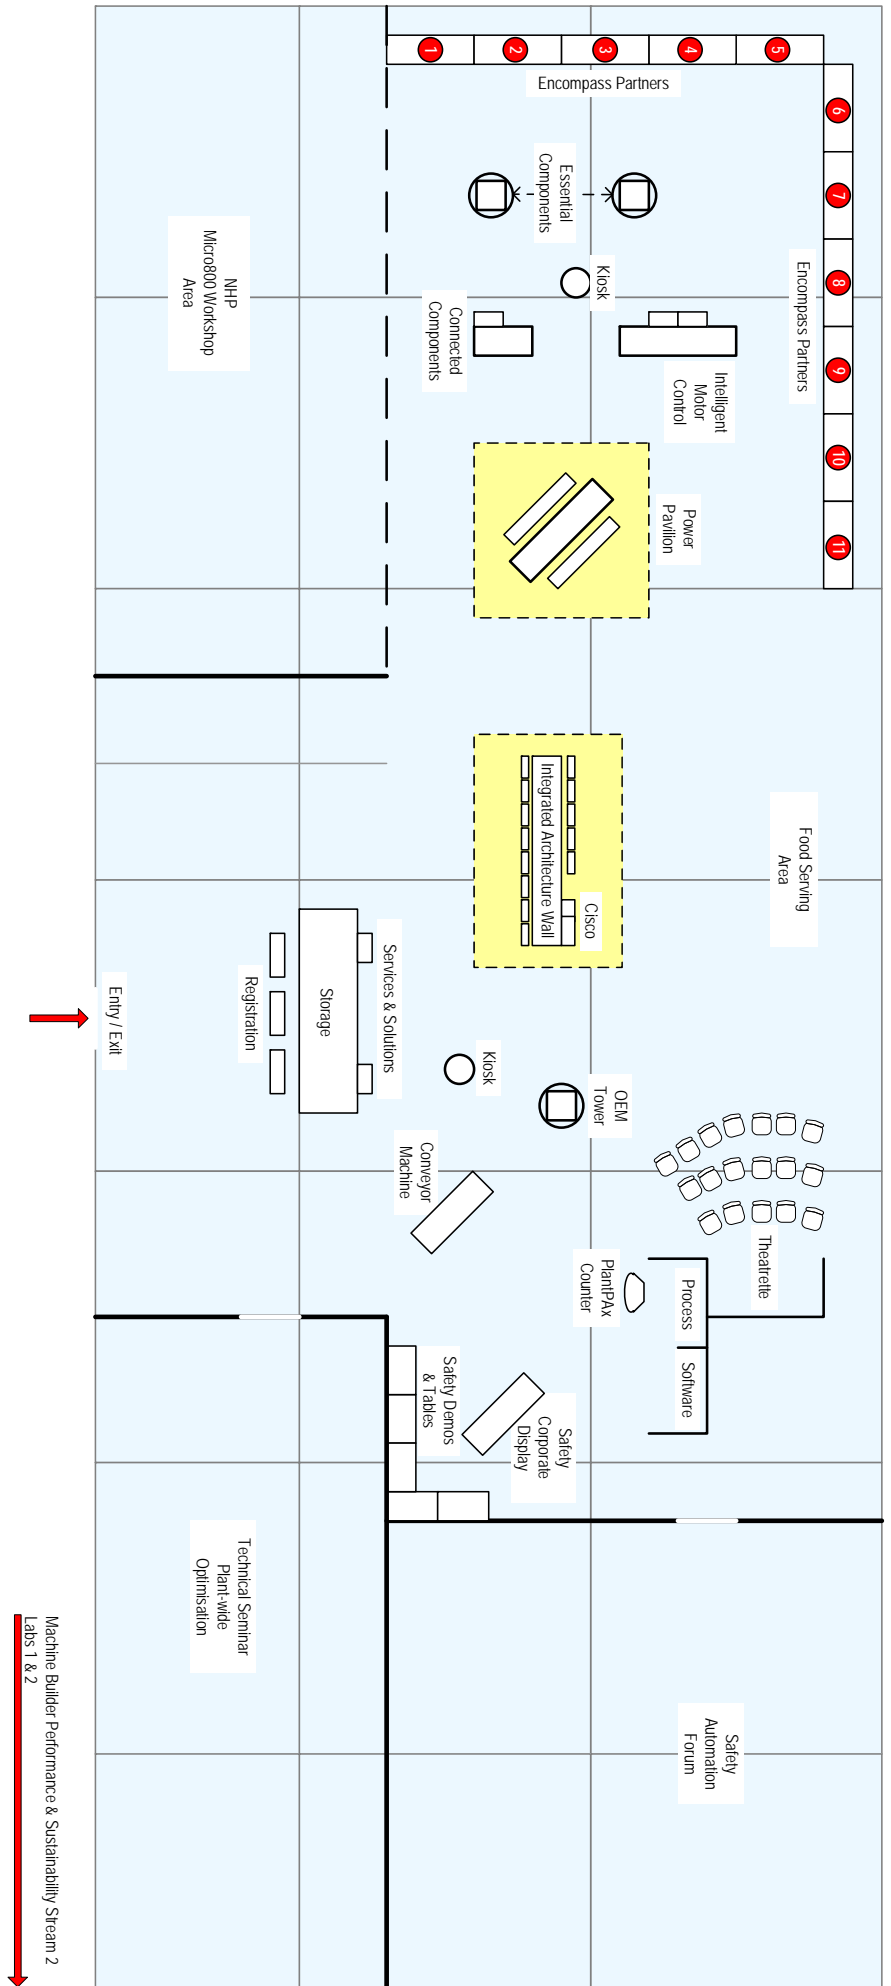 1
2
3
4
5
Encompass Partners
6
7
8
9
10
11
Encompass Partners
Essential
Components
Kiosk
Connected
Components
Intelligent
Motor
Control
NHP
Micro800 Workshop
Area
Power
Pavilion
Integrated Architecture Wall
Cisco
Food Serving
Area
Services & Solutions
Storage
Registration
Entry / Exit
Kiosk
OEM
Tower
Conveyor
Machine
Theatrette
PlantPAx
Counter
Process
Software
Safety Demos
& Tables
Safety
Corporate
Display
Technical Seminar
Plant-wide
Optimisation
Safety
Automation
Forum
Machine Builder Performance & Sustainability Stream 2
Labs 1 & 2